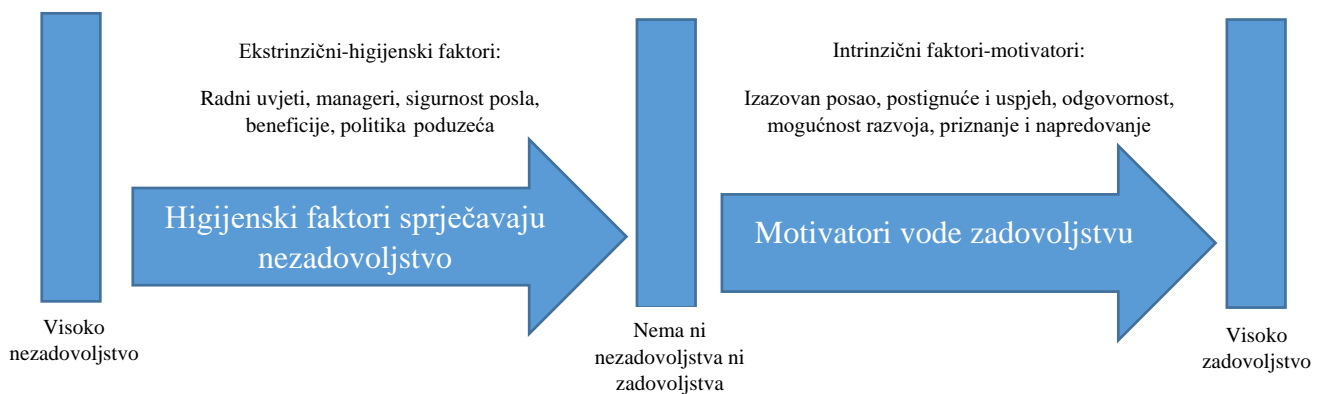 Ekstrinzični-higijenski faktori:
Radni uvjeti, manageri, sigurnost posla,
beneficije, politika poduzeća
Intrinzični faktori-motivatori:
Izazovan posao, postignuće i uspjeh, odgovornost,
mogućnost razvoja, priznanje i napredovanje
Higijenski faktori sprječavaju
nezadovoljstvo
Motivatori vode zadovoljstvu
Visoko
nezadovoljstvo
Nema ni
nezadovoljstva ni
zadovoljstva
Visoko
zadovoljstvo